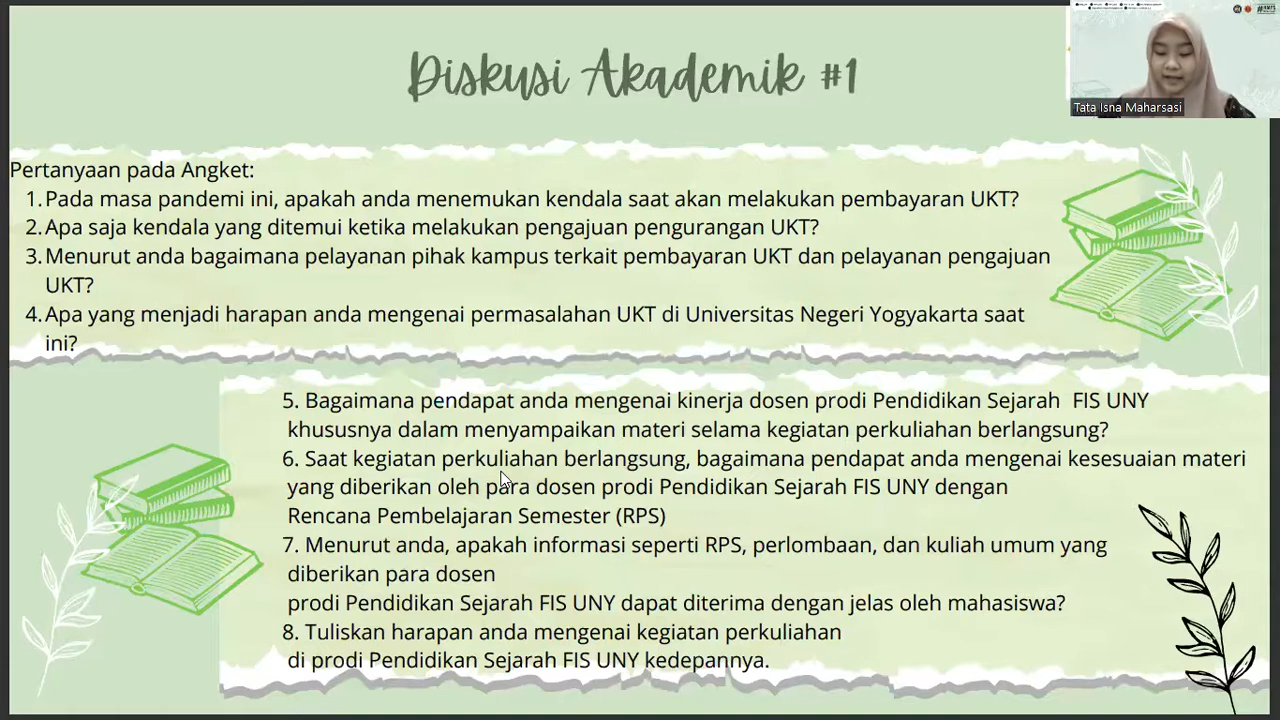 Diskusi Akademik #1
Tata Isna Maharsasi
Pertanyaan pada Angket:
1. Pada masa pandemi ini, apakah anda menemukan kendala saat akan melakukan pembayaran UKT?
2. Apa saja kendala yang ditemui ketika melakukan pengajuan pengurangan UKT?
3. Menurut anda bagaimana pelayanan pihak kampus terkait pembayaran UKT dan pelayanan pengajuan
UKT?
4. Apa yang menjadi harapan anda mengenai permasalahan UKT di Universitas Negeri Yogyakarta saat
ini?
5. Bagaimana pendapat anda mengenai kinerja dosen prodi Pendidikan Sejarah FIS UNY
khususnya dalam menyampaikan materi selama kegiatan perkuliahan berlangsung?
6. Saat kegiatan perkuliahan berlangsung, bagaimana pendapat anda mengenai kesesuaian materi
yang diberikan oleh para dosen prodi Pendidikan Sejarah FIS UNY dengan
Rencana Pembelajaran Semester (RPS)
7. Menurut anda, apakah informasi seperti RPS, perlombaan, dan kuliah umum yang
diberikan para dosen
prodi Pendidikan Sejarah FIS UNY dapat diterima dengan jelas oleh mahasiswa?
8. Tuliskan harapan anda mengenai kegiatan perkuliahan
di prodi Pendidikan Sejarah FIS UNY kedepannya.